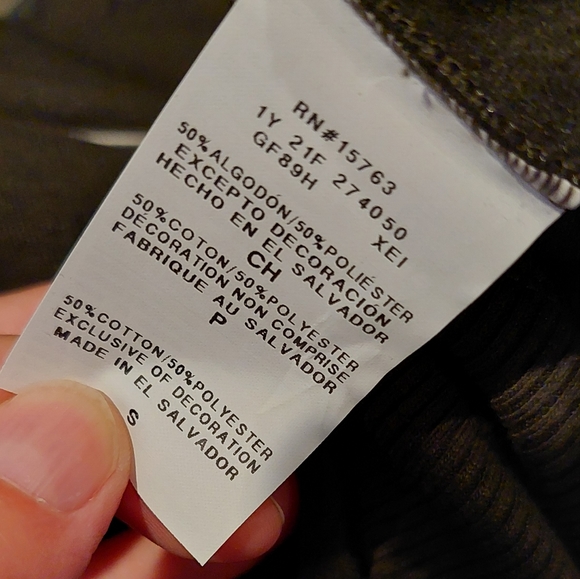 RN#15763
1Y 21F 274050
GF89H XEI
50%ALGODÓN/50%POLIÉSTER
EXCEPTO DECORACIÓN
HECHO EN EL SALVADOR
CH
50%COTON/50%POLYESTER
DÉCORATION NON COMPRISE
FABRIQUE AU SALVADOR
P
50%COTTON/50%POLYESTER
EXCLUSIVE OF DECORATION
MADE IN EL SALVADOR
S